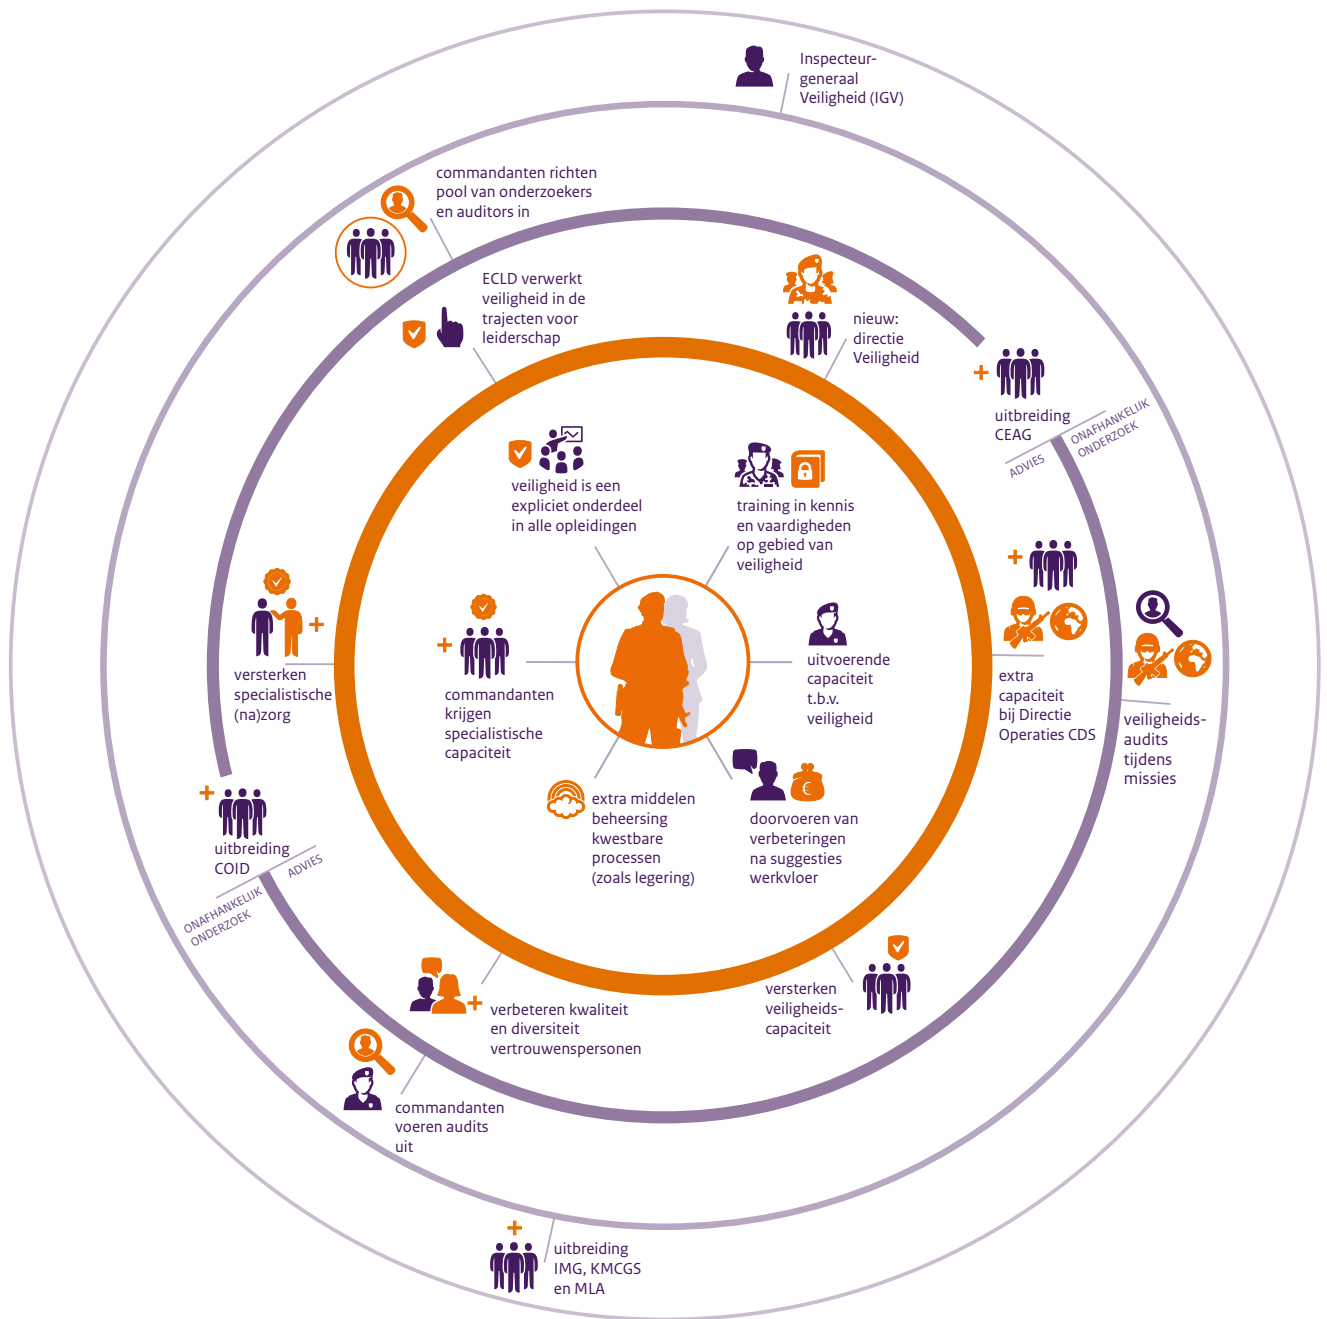 Inspecteur-
generaal
Veiligheid (IGV)
commandanten richten
pool van onderzoekers
en auditors in
ECLD verwerkt
veiligheid in de
trajecten voor
leiderschap
nieuw:
directie
Veiligheid
uitbreiding
CEAG
ADVIES
ONAFHANKELIJK
ONDERZOEK
veiligheid is een
expliciet onderdeel
in alle opleidingen
training in kennis
en vaardigheden
op gebied van
veiligheid
versterken
specialistische
(na)zorg
commandanten
krijgen
specialistische
capaciteit
uitvoerende
capaciteit
t.b.v.
veiligheid
extra
capaciteit
bij Directie
Operaties CDS
veiligheids-
audits
tijdens
missies
extra middelen
beheersing
kwestbare
processen
(zoals legering)
doorvoeren van
verbeteringen
na suggesties
werkvloer
€
uitbreiding
COID
ADVIES
ONAFHANKELIJK
ONDERZOEK
verbeteren kwaliteit
en diversiteit
vertrouwenspersonen
versterken
veiligheids-
capaciteit
commandanten
voeren audits
uit
uitbreiding
IMG, KMCGS
en MLA